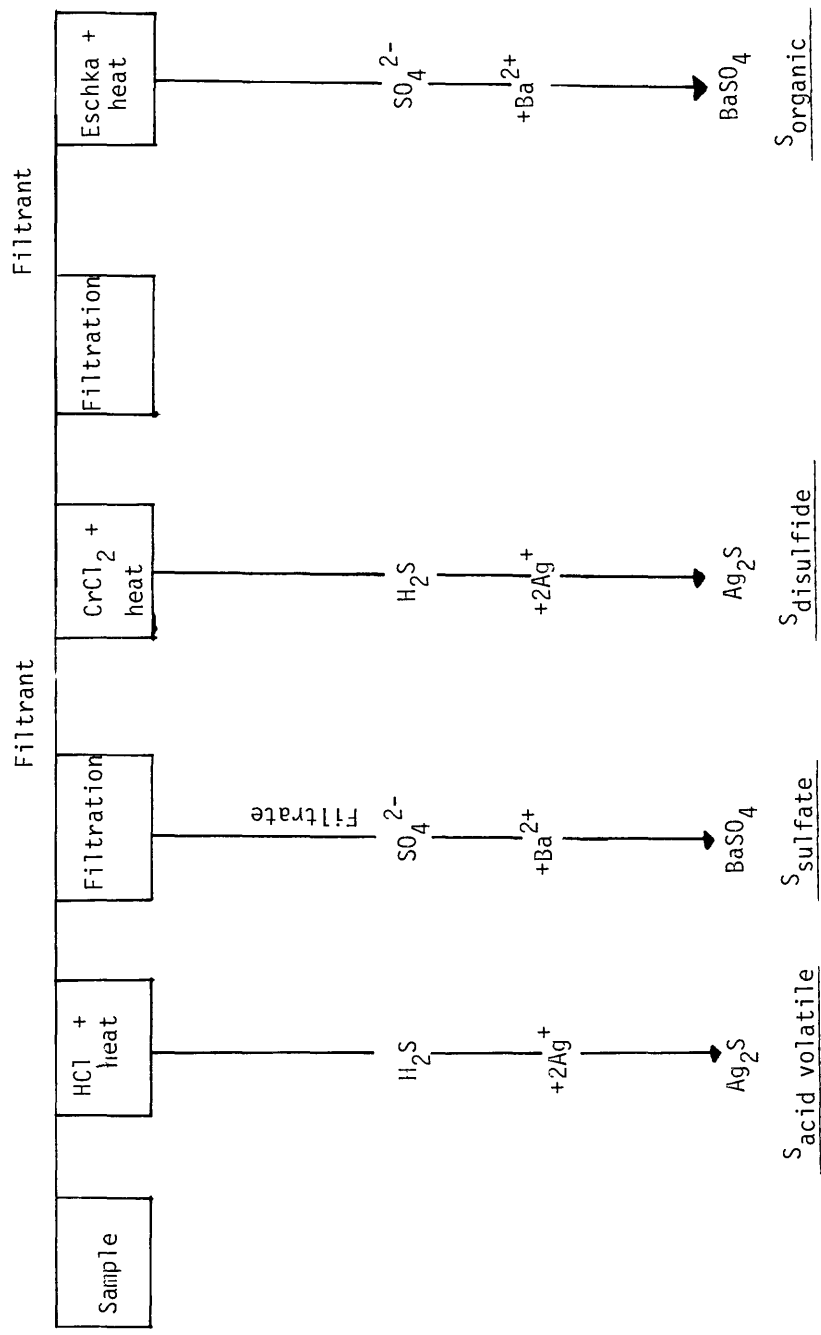 Filtrant
Filtrant
Sample
HCl +
heat
Filtration
CrCl2 +
heat
Filtration
Eschka +
heat
Filtrate
H2S
SO4 2-
H2S
SO4 2-
+2Ag+
+Ba2+
+2Ag+
+Ba2+
Ag2S
BaSO4
Ag2S
BaSO4
Sacid volatile
Ssulfate
Sdisulfide
Sorganic